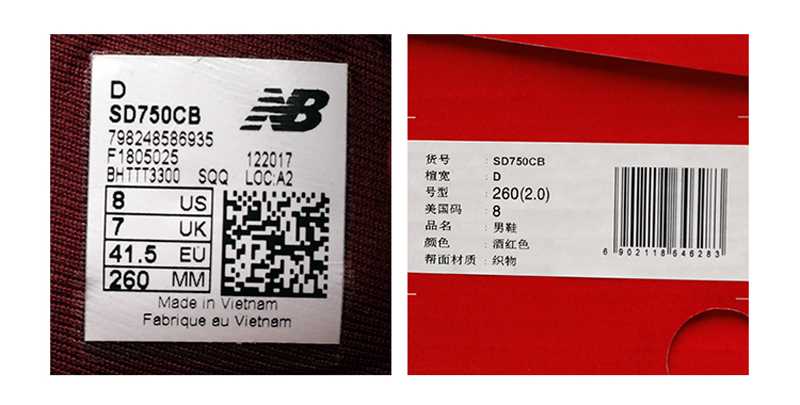 D
SD750CB
NB
798248586935
F1805025 122017
BHTTT3300 SQQ LOC:A2
8 US
7 UK
41.5 EU
260 MM
Made in Vietnam
Fabrique au Vietnam
货号 : SD750CB
楦宽 : D
号型 : 260(2.0)
美国码 : 8
品名 : 男鞋
颜色 : 酒红色
帮面材质 : 织物
6 902118 646283